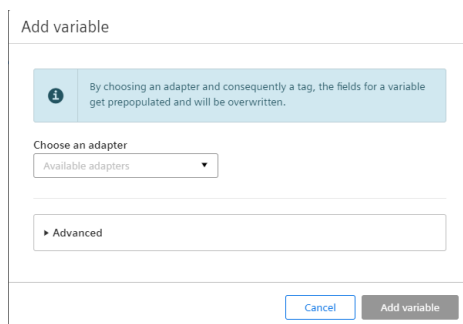 Add variable
By choosing an adapter and consequently a tag, the fields for a variable
get prepopulated and will be overwritten.
Choose an adapter
Available adapters
Advanced
Cancel
Add variable